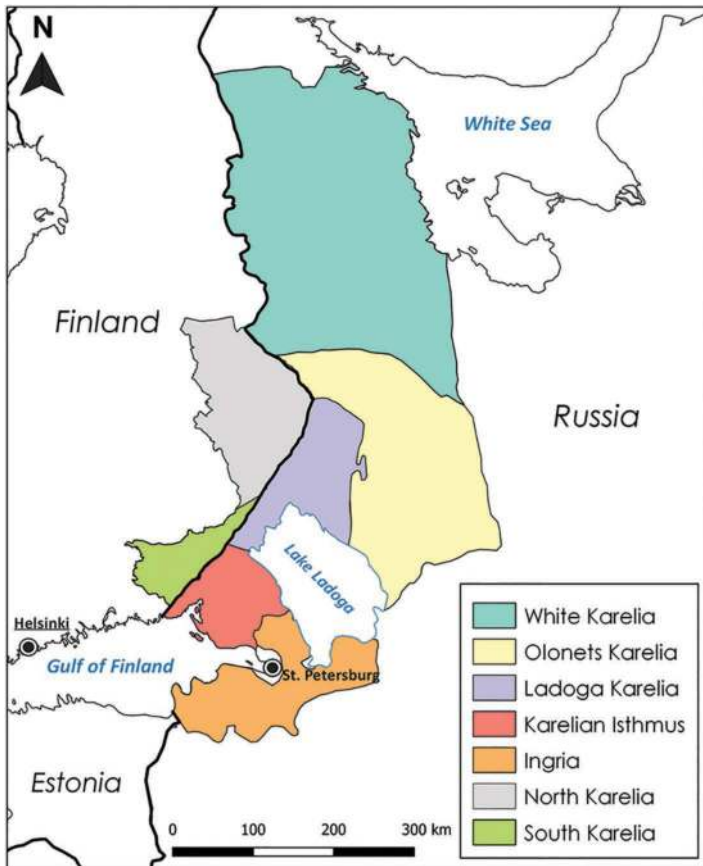 N
White Sea
Finland
Russia
Lake Ladoga
Helsinki
Gulf of Finland
St. Petersburg
Estonia
White Karelia
Olonets Karelia
Ladoga Karelia
Karelian Isthmus
Ingria
North Karelia
South Karelia
0 100 200 300 km